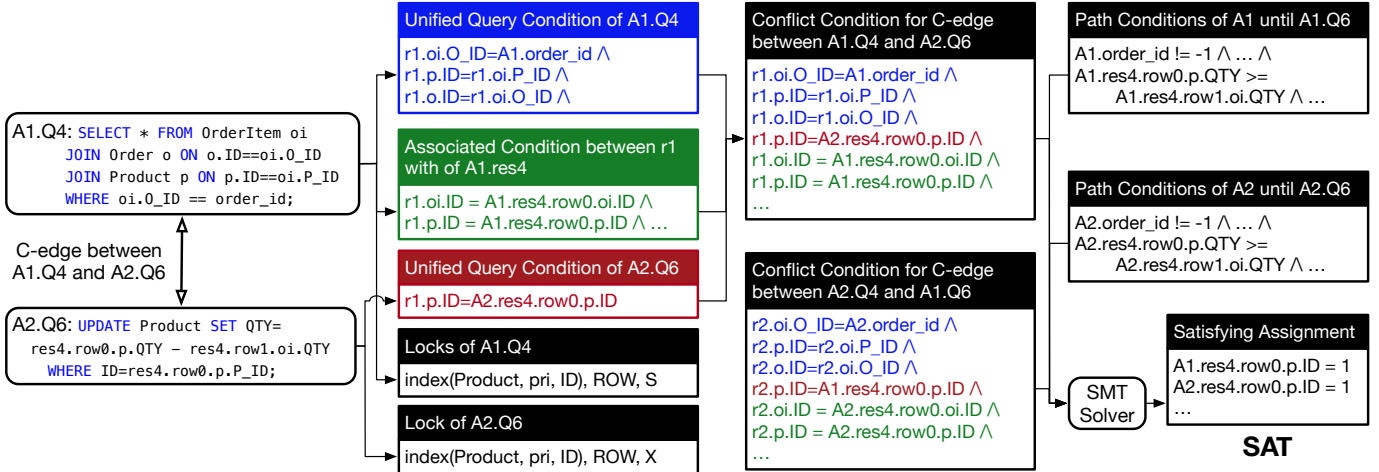 A1.Q4: SELECT * FROM OrderItem oi
JOIN Order o ON o.ID==oi.O_ID
JOIN Product p ON p.ID==oi.P_ID
WHERE oi.O_ID == order_id;
C-edge between
A1.Q4 and A2.Q6
A2.Q6: UPDATE Product SET QTY=
res4.row0.p.QTY – res4.row1.oi.QTY
WHERE ID=res4.row0.p.P_ID;
Unified Query Condition of A1.Q4
r1.oi.O_ID=A1.order_id /\
r1.p.ID=r1.oi.P_ID /\
r1.o.ID=r1.oi.O_ID /\
Associated Condition between r1
with of A1.res4
r1.oi.ID = A1.res4.row0.oi.ID /\
r1.p.ID = A1.res4.row0.p.ID /\ …
Unified Query Condition of A2.Q6
r1.p.ID=A2.res4.row0.p.ID
Locks of A1.Q4
index(Product, pri, ID), ROW, S
Lock of A2.Q6
index(Product, pri, ID), ROW, X
Conflict Condition for C-edge
between A1.Q4 and A2.Q6
r1.oi.O_ID=A1.order_id /\
r1.p.ID=r1.oi.P_ID /\
r1.o.ID=r1.oi.O_ID /\
r1.p.ID=A2.res4.row0.p.ID /\
r1.oi.ID = A1.res4.row0.oi.ID /\
r1.p.ID = A1.res4.row0.p.ID /\
…
Conflict Condition for C-edge
between A2.Q4 and A1.Q6
r2.oi.O_ID=A2.order_id /\
r2.p.ID=r2.oi.P_ID /\
r2.o.ID=r2.oi.O_ID /\
r2.p.ID=A1.res4.row0.p.ID /\
r2.oi.ID = A2.res4.row0.oi.ID /\
r2.p.ID = A2.res4.row0.p.ID /\
…
Path Conditions of A1 until A1.Q6
A1.order_id != -1 /\ … /\
A1.res4.row0.p.QTY >=
A1.res4.row1.oi.QTY /\ …
Path Conditions of A2 until A2.Q6
A2.order_id != -1 /\ … /\
A2.res4.row0.p.QTY >=
A2.res4.row1.oi.QTY /\ …
SMT
Solver
Satisfying Assignment
A1.res4.row0.p.ID = 1
A2.res4.row0.p.ID = 1
…
SAT